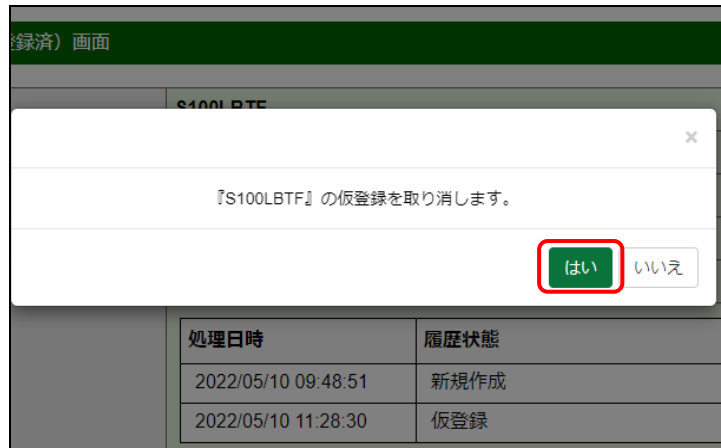 登録済）画面
S100LBTF
×
『S100LBTF』の仮登録を取り消します。
はい いいえ
処理日時 履歴状態
2022/05/10 09:48:51 新規作成
2022/05/10 11:28:30 仮登録